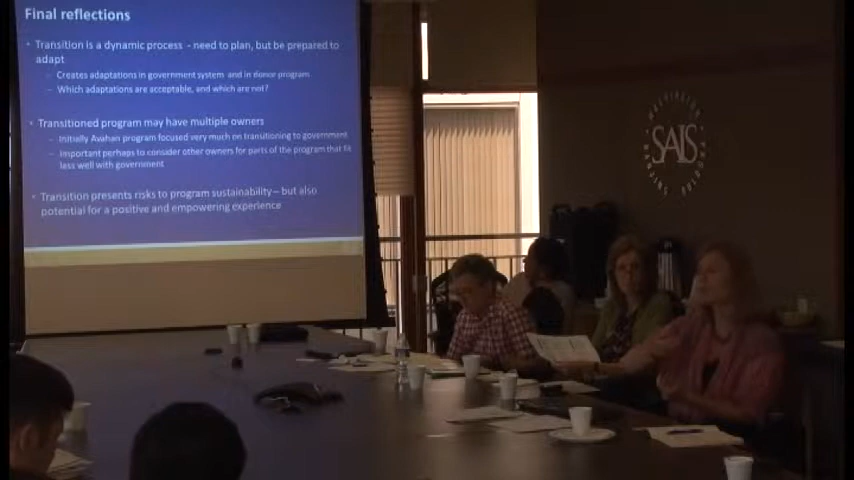 Final reflections
• Transition is a dynamic process - need to plan, but be prepared to
adapt
– Creates adaptations in government system and in donor program
– Which adaptations are acceptable, and which are not?
• Transitioned program may have multiple owners
– Initially Avahan program focused very much on transitioning to government
– Important perhaps to consider other owners for parts of the program that fit
less well with government
• Transition presents risks to program sustainability – but also
potential for a positive and empowering experience
WASHINGTON
SAIS